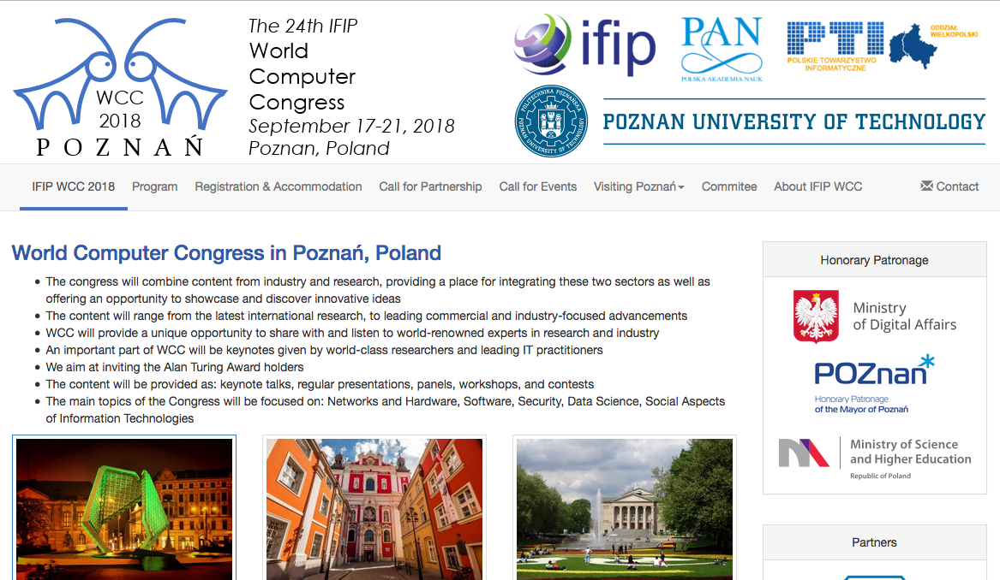 WCC
2018
POZNAŃ
The 24th IFIP
World
Computer
Congress
September 17-21, 2018
Poznan, Poland
ifip
PAN
POLSKA AKADEMIA NAUK
PTI
POLSKIE TOWARZYSTWO
INFORMATYCZNE
ODDZIAŁ
WIELKOPOLSKI
POLITECHNIKA POZNAŃSKA
POZNAN UNIVERSITY OF TECHNOLOGY
POZNAN UNIVERSITY OF TECHNOLOGY
IFIP WCC 2018 Program Registration & Accommodation Call for Partnership Call for Events Visiting Poznań Commitee About IFIP WCC Contact
World Computer Congress in Poznań, Poland
• The congress will combine content from industry and research, providing a place for integrating these two sectors as well as
offering an opportunity to showcase and discover innovative ideas
• The content will range from the latest international research, to leading commercial and industry-focused advancements
• WCC will provide a unique opportunity to share with and listen to world-renowned experts in research and industry
• An important part of WCC will be keynotes given by world-class researchers and leading IT practitioners
• We aim at inviting the Alan Turing Award holders
• The content will be provided as: keynote talks, regular presentations, panels, workshops, and contests
• The main topics of the Congress will be focused on: Networks and Hardware, Software, Security, Data Science, Social Aspects
of Information Technologies
Honorary Patronage
Ministry
of Digital Affairs
POZnan*
Honorary Patronage
of the Mayor of Poznań
Ministry of Science
and Higher Education
Republic of Poland
Partners